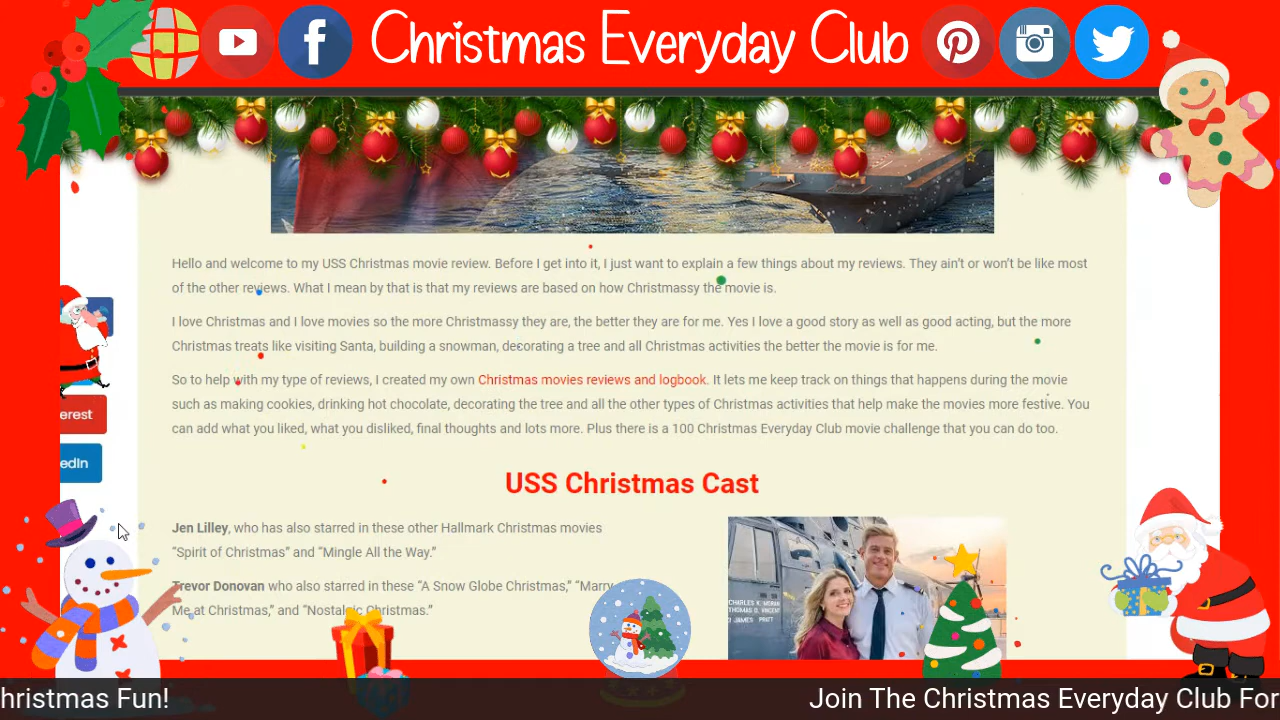 Christmas Everyday Club
Hello and welcome to my USS Christmas movie review. Before I get into it, I just want to explain a few things about my reviews. They ain't or won't be like most
of the other reviews. What I mean by that is that my reviews are based on how Christmassy the movie is.
I love Christmas and I love movies so the more Christmassy they are, the better they are for me. Yes I love a good story as well as good acting, but the more
Christmas treats like visiting Santa, building a snowman, decorating a tree and all Christmas activities the better the movie is for me.
So to help with my type of reviews, I created my own Christmas movies reviews and logbook. It lets me keep track on things that happens during the movie
such as making cookies, drinking hot chocolate, decorating the tree and all the other types of Christmas activities that help make the movies more festive. You
can add what you liked, what you disliked, final thoughts and lots more. Plus there is a 100 Christmas Everyday Club movie challenge that you can do too.
erest
edIn
USS Christmas Cast
Jen Lilley, who has also starred in these other Hallmark Christmas movies
"Spirit of Christmas" and "Mingle All the Way."
Trevor Donovan who also starred in these "A Snow Globe Christmas," "Marry
Me at Christmas," and "Nostalgic Christmas."
THOMAS G. VINCENT
JAMES PRATT
hristmas Fun!
Join The Christmas Everyday Club For